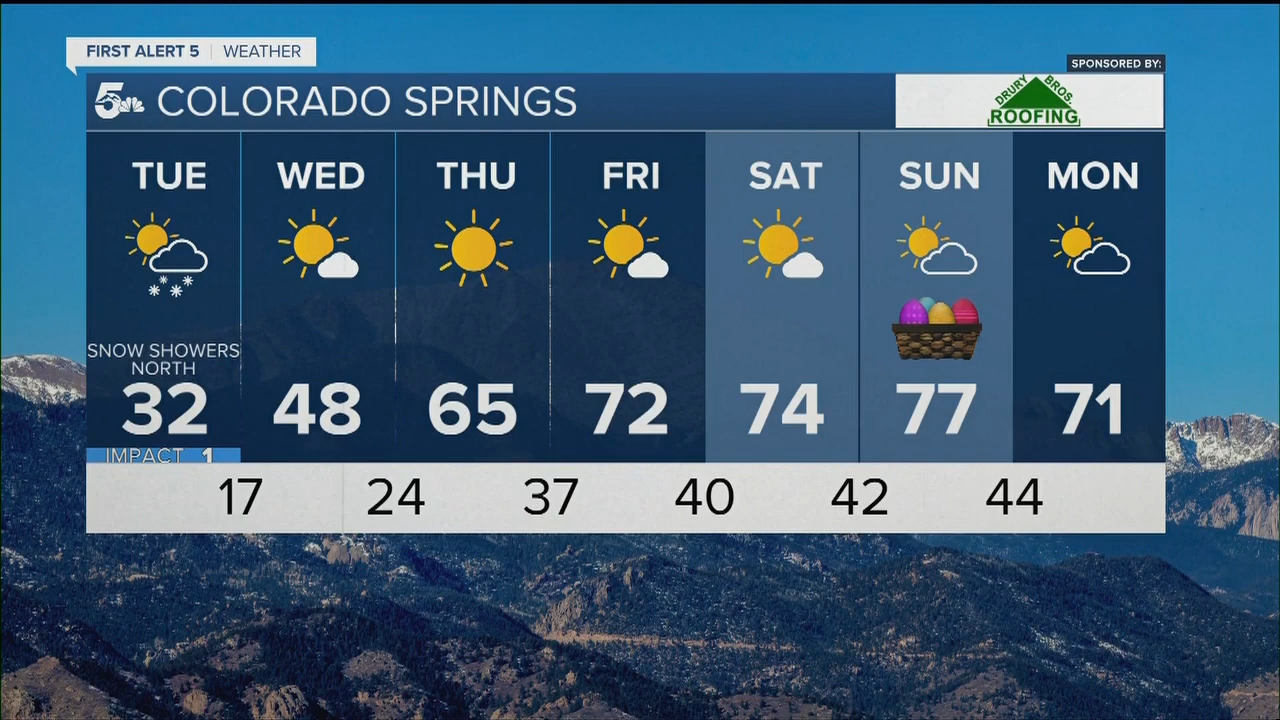 FIRST ALERT 5 | WEATHER
SPONSORED BY:
5 COLORADO SPRINGS
DRURY BROS.
ROOFING
TUE WED THU FRI SAT SUN MON
SNOW SHOWERS
NORTH
32 48 65 72 74 77 71
IMPACT 1
17 24 37 40 42 44